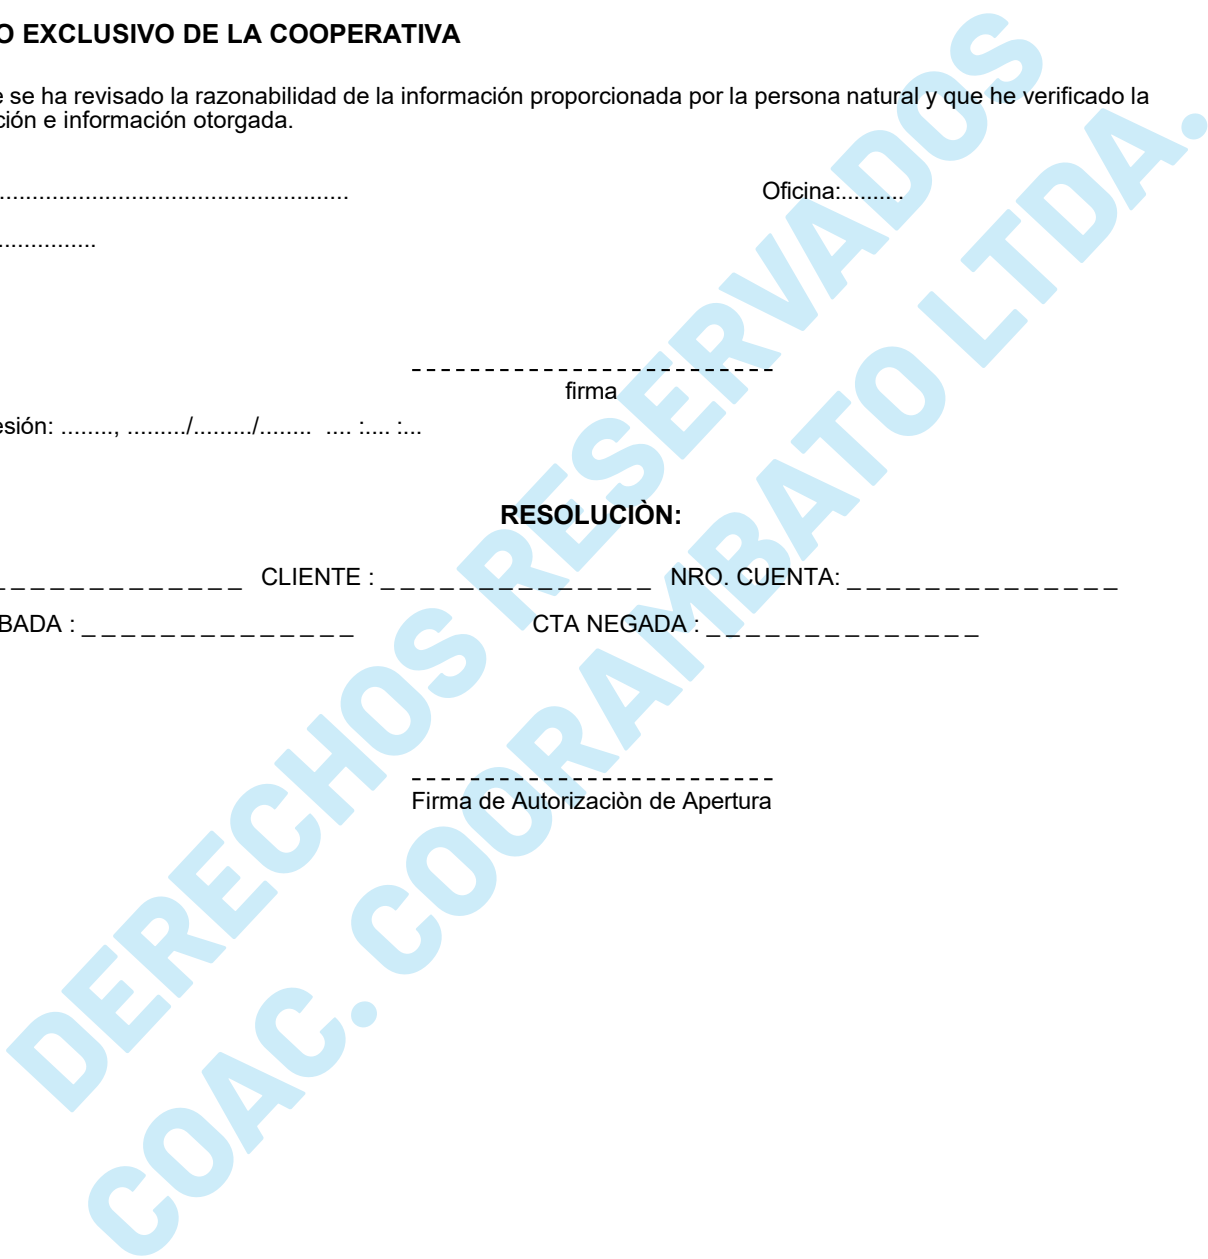 O EXCLUSIVO DE LA COOPERATIVA
e se ha revisado la razonabilidad de la información proporcionada por la persona natural y que he verificado la
ción e información otorgada.
..................................................... Oficina:..........
...............
firma
esión: ........, ........./........./........ .... :.... :...
RESOLUCIÒN:
_ _ _ _ _ _ _ _ _ _ _ _ _ _ CLIENTE : _ _ _ _ _ _ _ _ _ _ _ _ _ _ NRO. CUENTA: _ _ _ _ _ _ _ _ _ _ _ _ _ _
BADA : _ _ _ _ _ _ _ _ _ _ _ _ _ _ CTA NEGADA : _ _ _ _ _ _ _ _ _ _ _ _ _ _
Firma de Autorizaciòn de Apertura
DERECHOS RESERVADOS
COAC. COORAMBATO LTDA.